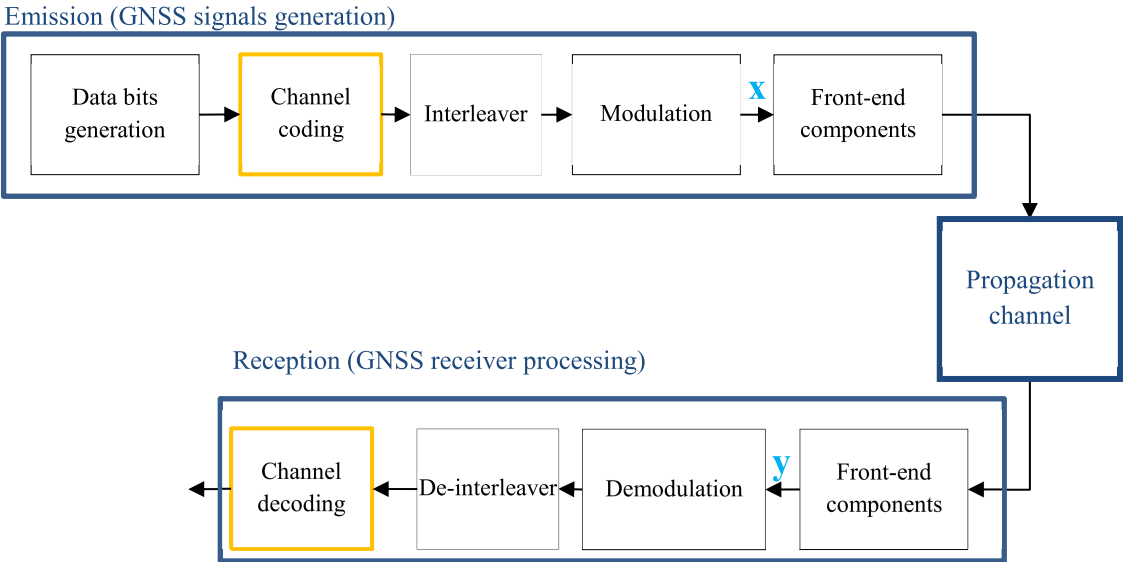 Emission (GNSS signals generation)
Data bits
generation
Channel
coding
Interleaver
Modulation
x
Front-end
components
Propagation
channel
Reception (GNSS receiver processing)
Channel
decoding
De-interleaver
Demodulation
y
Front-end
components